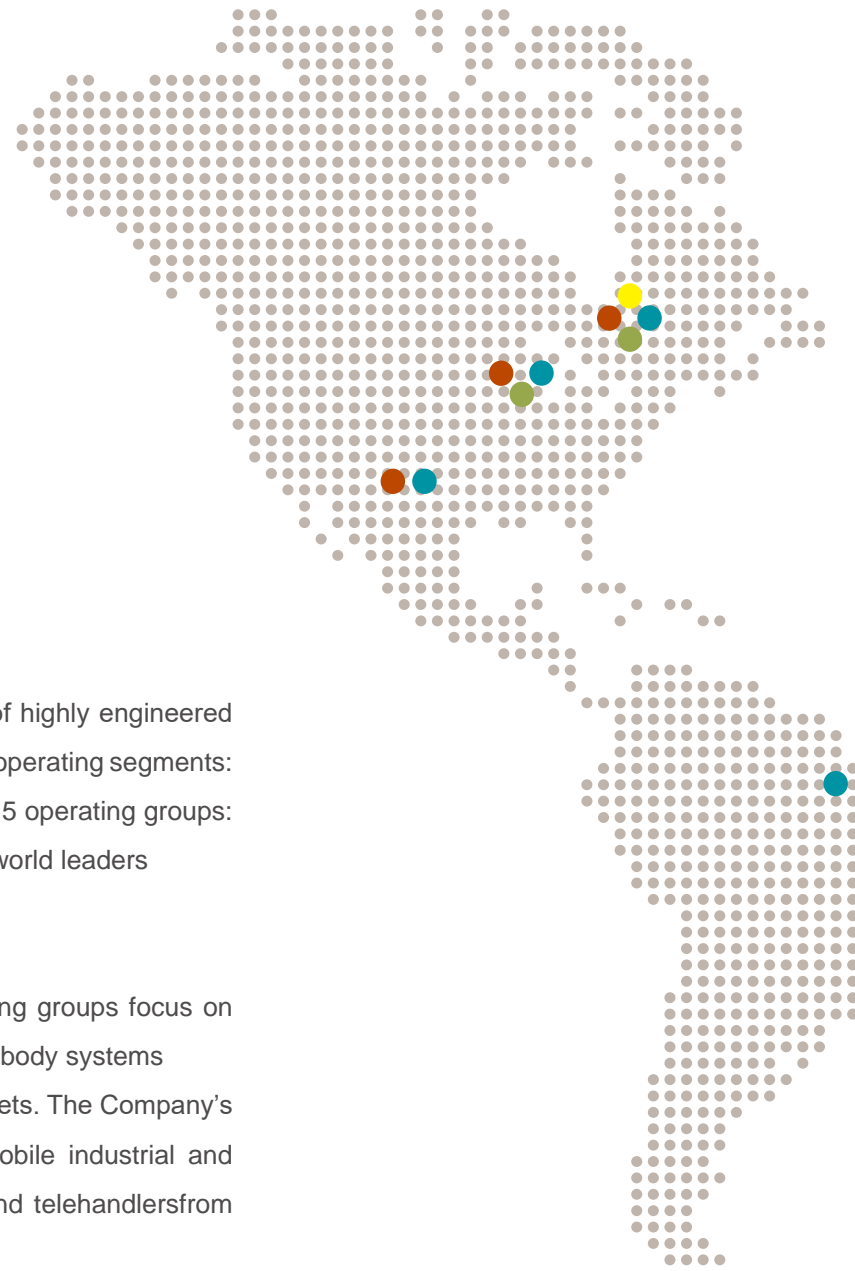 of highly engineered
operating segments:
5 operating groups:
world leaders
ng groups focus on
body systems
ets. The Company’s
obile industrial and
nd telehandlersfrom